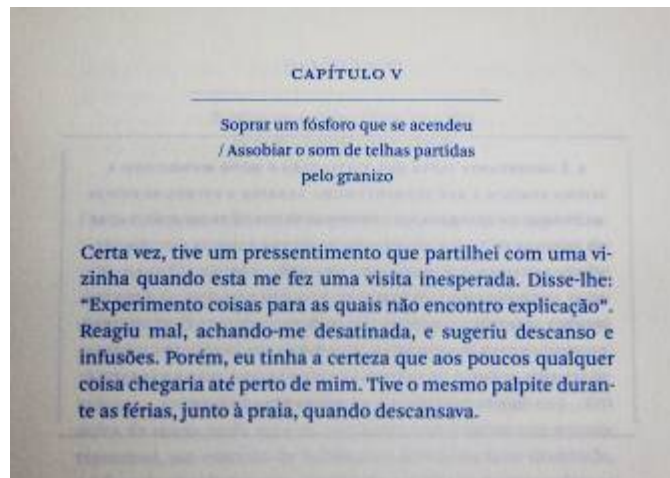 CAPÍTULO V
Soprar um fósforo que se acendeu
/ Assobiar o som de telhas partidas
pelo granizo
Certa vez, tive um pressentimento que partilhei com uma vi-
zinha quando esta me fez uma visita inesperada. Disse-lhe:
“Experimento coisas para as quais não encontro explicação”.
Reagiu mal, achando-me desatinada, e sugeriu descanso e
infusões. Porém, eu tinha a certeza que aos poucos qualquer
coisa chegaria até perto de mim. Tive o mesmo palpite duran-
te as férias, junto à praia, quando descansava.